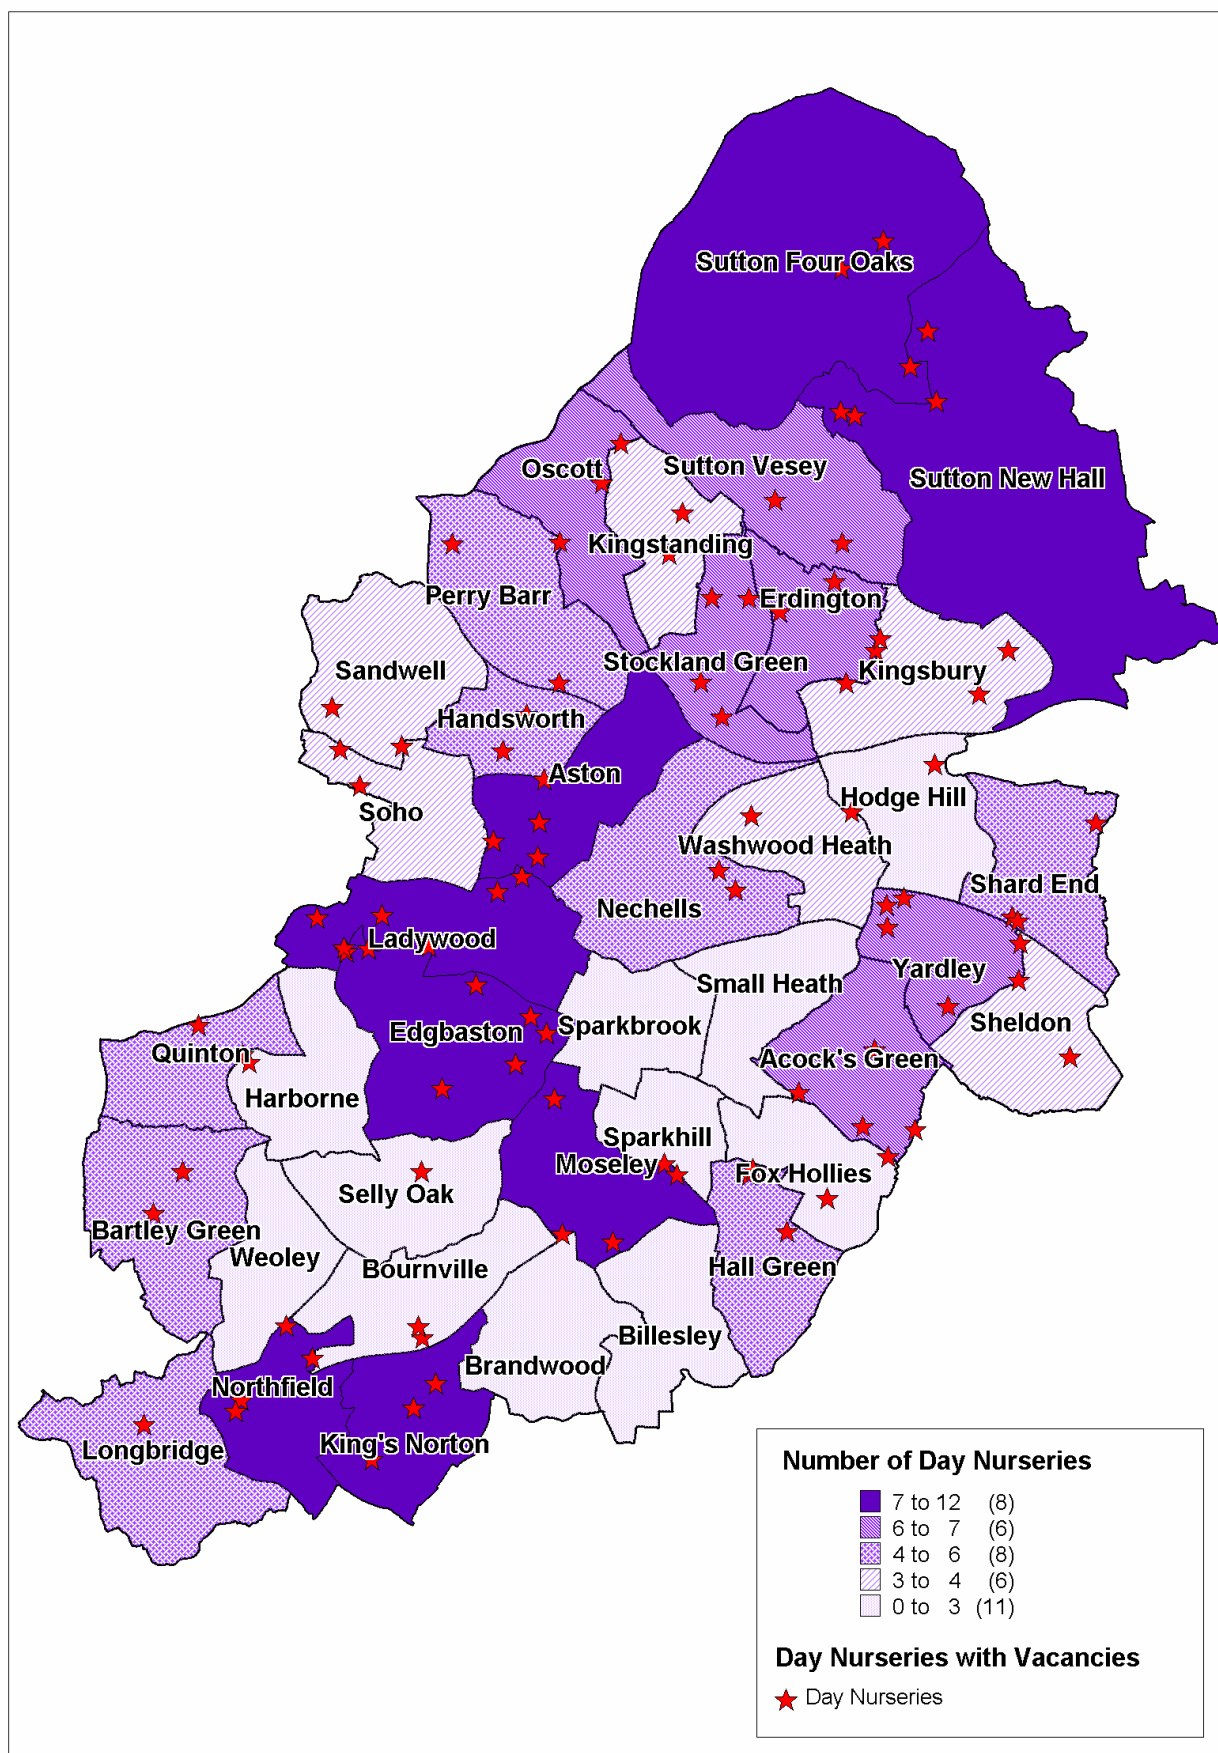 Sutton Four Oaks
Oscott
Sutton Vesey
Sutton New Hall
Kingstanding
Perry Barr
Erdington
Sandwell
Stockland Green
Kingsbury
Handsworth
Aston
Hodge Hill
Soho
Washwood Heath
Shard End
Nechells
Ladywood
Yardley
Small Heath
Sparkbrook
Edgbaston
Sheldon
Quinton
Acock's Green
Harborne
Sparkhill
Moseley
Fox Hollies
Selly Oak
Bartley Green
Weoley
Bournville
Hall Green
Billesley
Brandwood
Northfield
King's Norton
Longbridge
Number of Day Nurseries
7 to 12 (8)
6 to 7 (6)
4 to 6 (8)
3 to 4 (6)
0 to 3 (11)
Day Nurseries with Vacancies
Day Nurseries